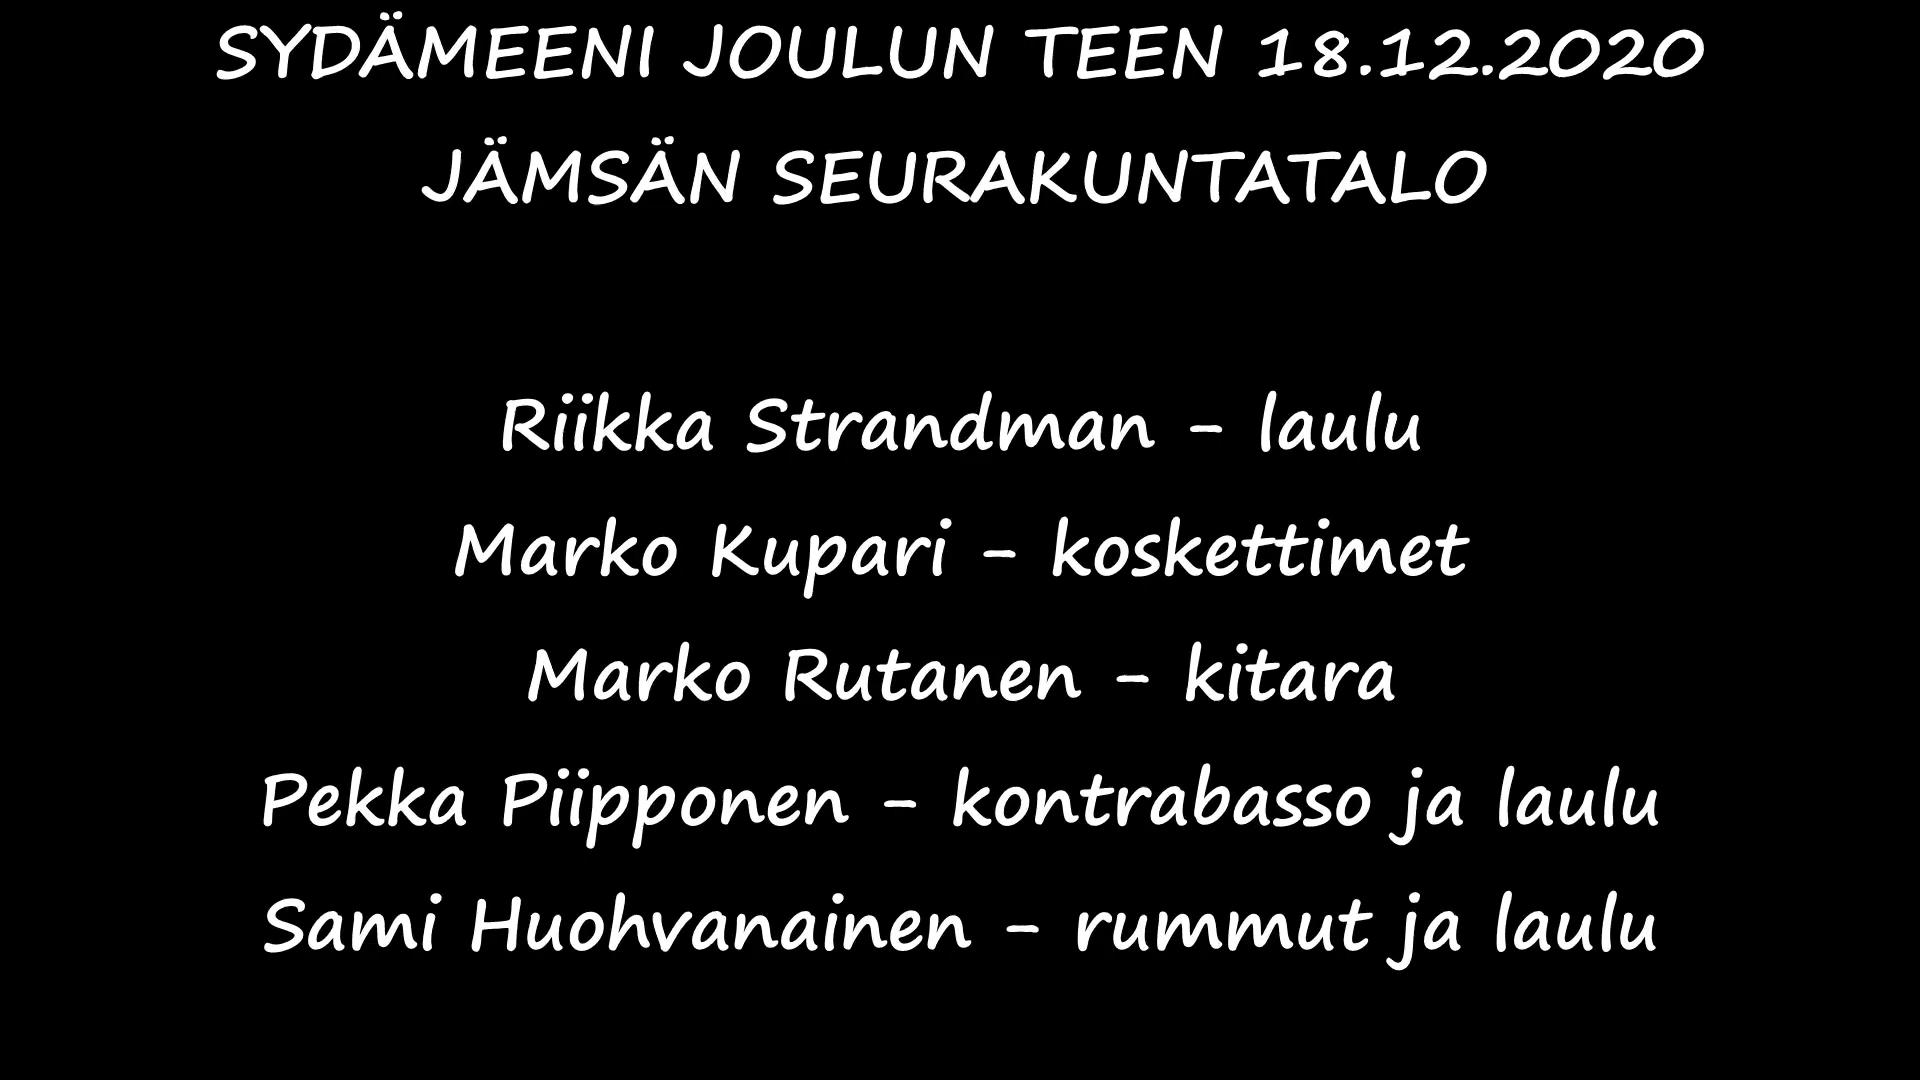 SYDÄMEENI JOULUN TEEN 18.12.2020
JÄMSÄN SEURAKUNTATALO
Riikka Strandman - laulu
Marko Kupari - koskettimet
Marko Rutanen - kitara
Pekka Piipponen - kontrabasso ja laulu
Sami Huohvanainen - rummut ja laulu